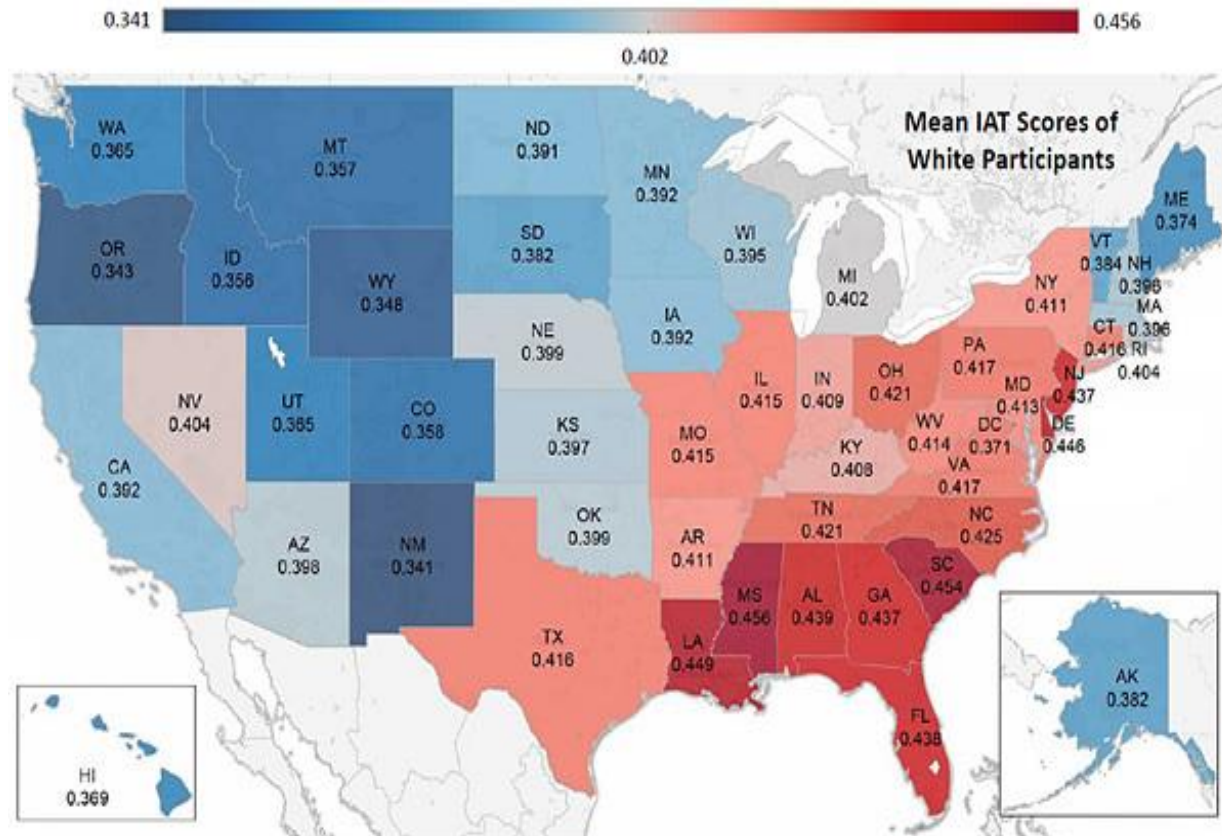 0.341
0.456
0.402
Mean IAT Scores of
White Participants
WA
0.365
MT
0.357
ND
0.391
MN
0.392
ME
0.374
OR
0.343
ID
0.356
WY
0.348
SD
0.382
WI
0.395
MI
0.402
VT
0.384
NH
0.396
NY
0.411
MA
0.396
NE
0.399
IA
0.392
CT
0.416
RI
0.404
NV
0.404
UT
0.365
CO
0.358
KS
0.397
MO
0.415
IL
0.415
IN
0.409
OH
0.421
PA
0.417
NJ
0.437
MD
0.413
DE
0.446
WV
0.414
DC
0.371
CA
0.392
KY
0.408
VA
0.417
AZ
0.398
NM
0.341
OK
0.399
AR
0.411
TN
0.421
NC
0.425
SC
0.454
TX
0.416
LA
0.449
MS
0.456
AL
0.439
GA
0.437
FL
0.438
HI
0.369
AK
0.382